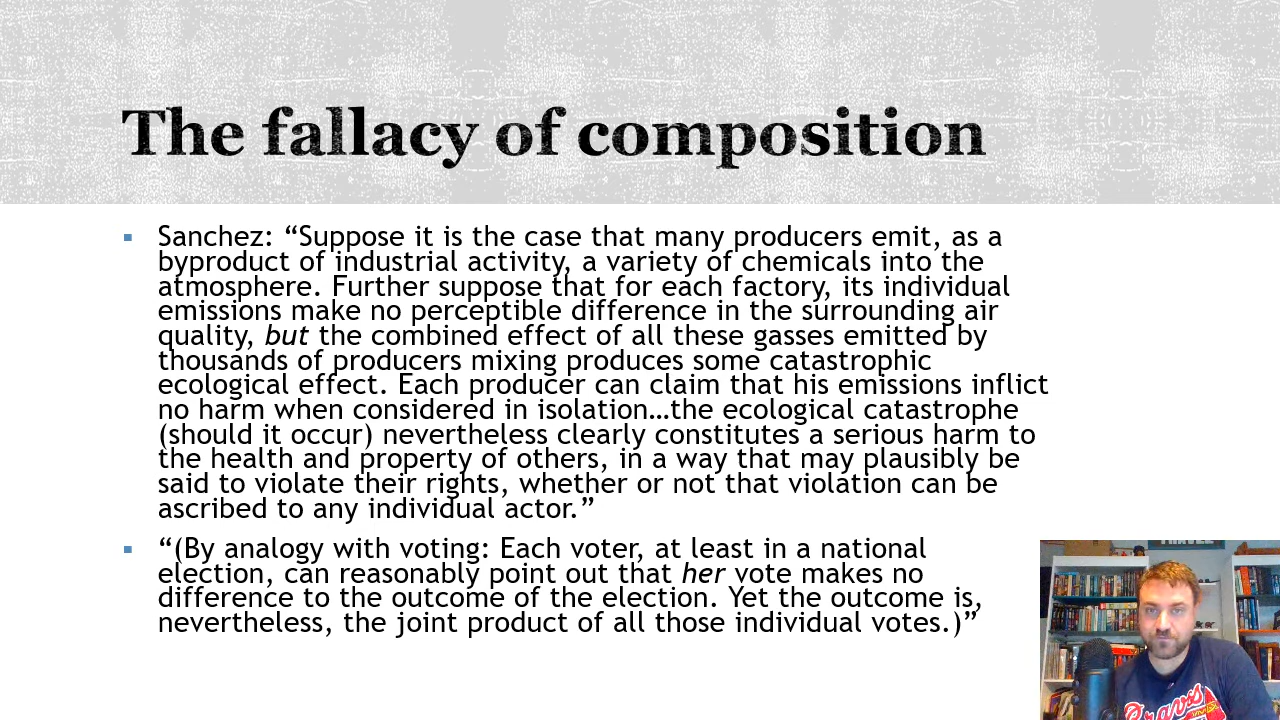 The fallacy of composition
▪ Sanchez: “Suppose it is the case that many producers emit, as a
byproduct of industrial activity, a variety of chemicals into the
atmosphere. Further suppose that for each factory, its individual
emissions make no perceptible difference in the surrounding air
quality, but the combined effect of all these gasses emitted by
thousands of producers mixing produces some catastrophic
ecological effect. Each producer can claim that his emissions inflict
no harm when considered in isolation…the ecological catastrophe
(should it occur) nevertheless clearly constitutes a serious harm to
the health and property of others, in a way that may plausibly be
said to violate their rights, whether or not that violation can be
ascribed to any individual actor.”
▪ “(By analogy with voting: Each voter, at least in a national
election, can reasonably point out that her vote makes no
difference to the outcome of the election. Yet the outcome is,
nevertheless, the joint product of all those individual votes.)”
Braves